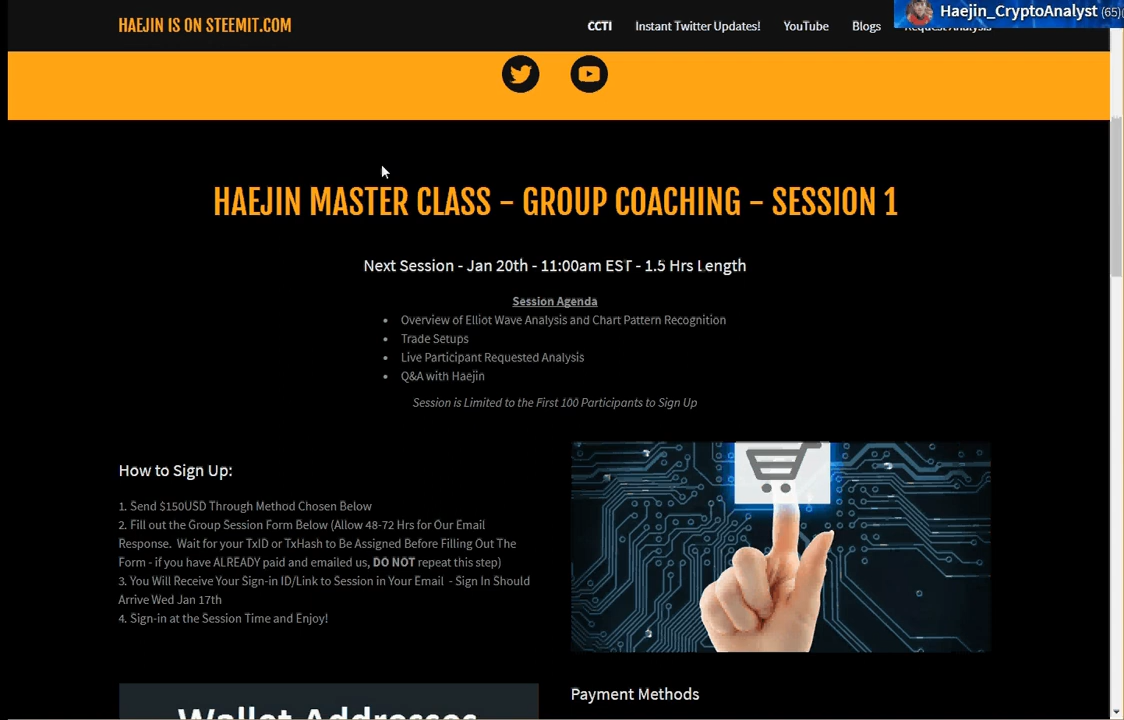 HAEJIN IS ON STEEMIT.COM
CCTI Instant Twitter Updates! YouTube Blogs Request Analysis
Haejin_CryptoAnalyst (65)
HAEJIN MASTER CLASS – GROUP COACHING – SESSION 1
Next Session - Jan 20th - 11:00am EST - 1.5 Hrs Length
Session Agenda
• Overview of Elliot Wave Analysis and Chart Pattern Recognition
• Trade Setups
• Live Participant Requested Analysis
• Q&A with Haejin
Session is Limited to the First 100 Participants to Sign Up
How to Sign Up:
1. Send $150USD Through Method Chosen Below
2. Fill out the Group Session Form Below (Allow 48-72 Hrs for Our Email
Response. Wait for your TxID or TxHash to Be Assigned Before Filling Out The
Form - if you have ALREADY paid and emailed us, DO NOT repeat this step)
3. You Will Receive Your Sign-in ID/Link to Session in Your Email - Sign In Should
Arrive Wed Jan 17th
4. Sign-in at the Session Time and Enjoy!
Wallet Addresses
Payment Methods